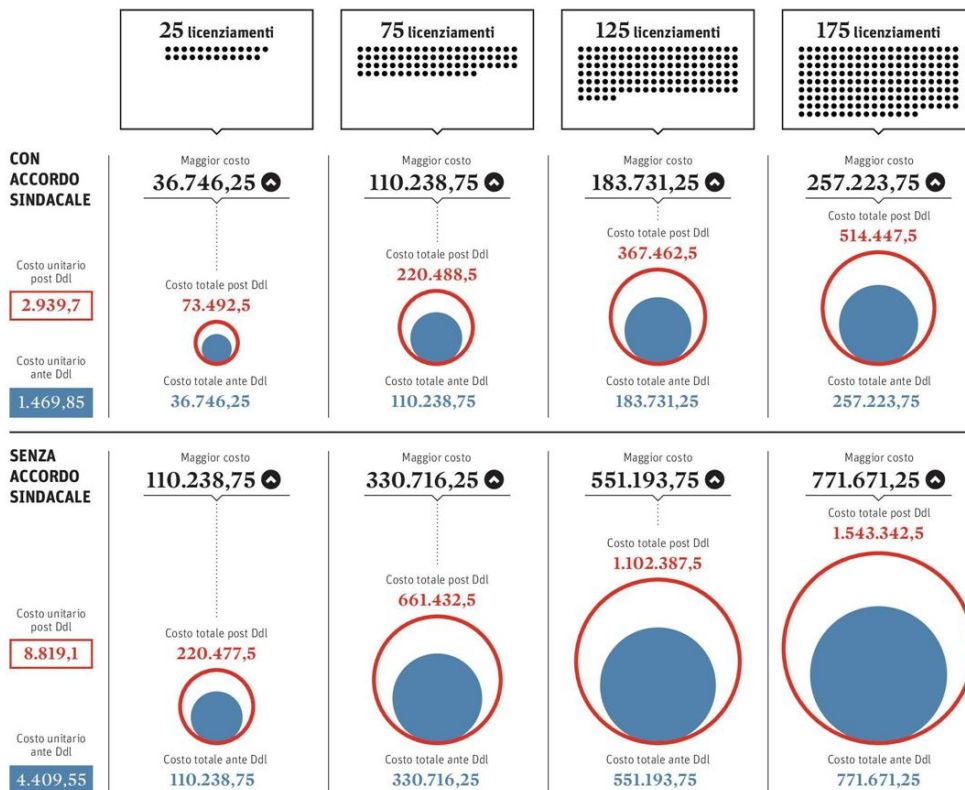 25 licenziamenti
75 licenziamenti
125 licenziamenti
175 licenziamenti
CON
ACCORDO
SINDACALE
Costo unitario
post Ddl
2.939,7
Costo unitario
ante Ddl
1.469,85
Maggior costo
36.746,25
Costo totale post Ddl
73.492,5
Costo totale ante Ddl
36.746,25
Maggior costo
110.238,75
Costo totale post Ddl
220.488,5
Costo totale ante Ddl
110.238,75
Maggior costo
183.731,25
Costo totale post Ddl
367.462,5
Costo totale ante Ddl
183.731,25
Maggior costo
257.223,75
Costo totale post Ddl
514.447,5
Costo totale ante Ddl
257.223,75
SENZA
ACCORDO
SINDACALE
Costo unitario
post Ddl
8.819,1
Costo unitario
ante Ddl
4.409,55
Maggior costo
110.238,75
Costo totale post Ddl
220.477,5
Costo totale ante Ddl
110.238,75
Maggior costo
330.716,25
Costo totale post Ddl
661.432,5
Costo totale ante Ddl
330.716,25
Maggior costo
551.193,75
Costo totale post Ddl
1.102.387,5
Costo totale ante Ddl
551.193,75
Maggior costo
771.671,25
Costo totale post Ddl
1.543.342,5
Costo totale ante Ddl
771.671,25